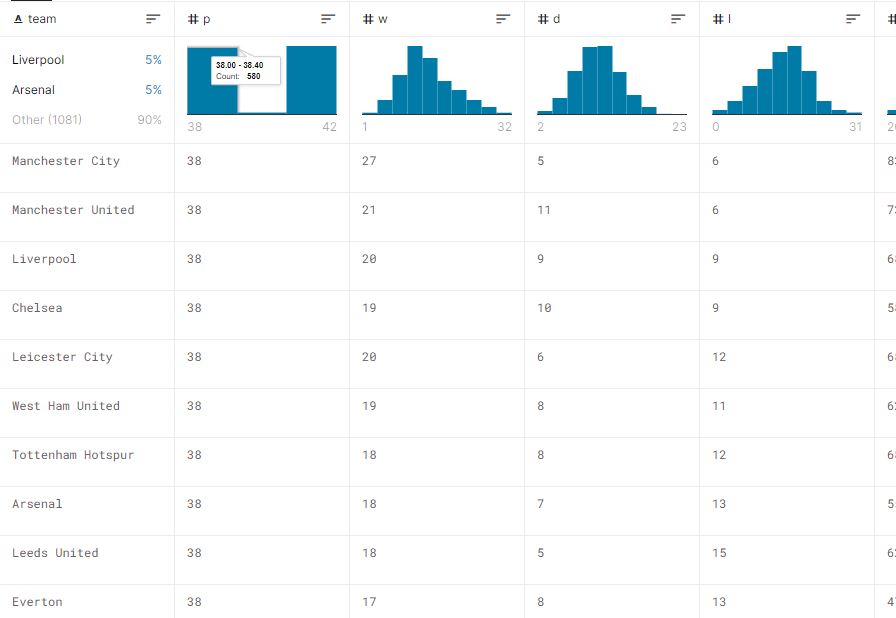 A team # p # w # d # l #
Liverpool 5%
38.00 - 38.40
Count: 580
Arsenal 5%
Other (1081) 90% 38 42 1 32 2 23 0 31
Manchester City 38 27 5 6
Manchester United 38 21 11 6
Liverpool 38 20 9 9
Chelsea 38 19 10 9
Leicester City 38 20 6 12
West Ham United 38 19 8 11
Tottenham Hotspur 38 18 8 12
Arsenal 38 18 7 13
Leeds United 38 18 5 15
Everton 38 17 8 13